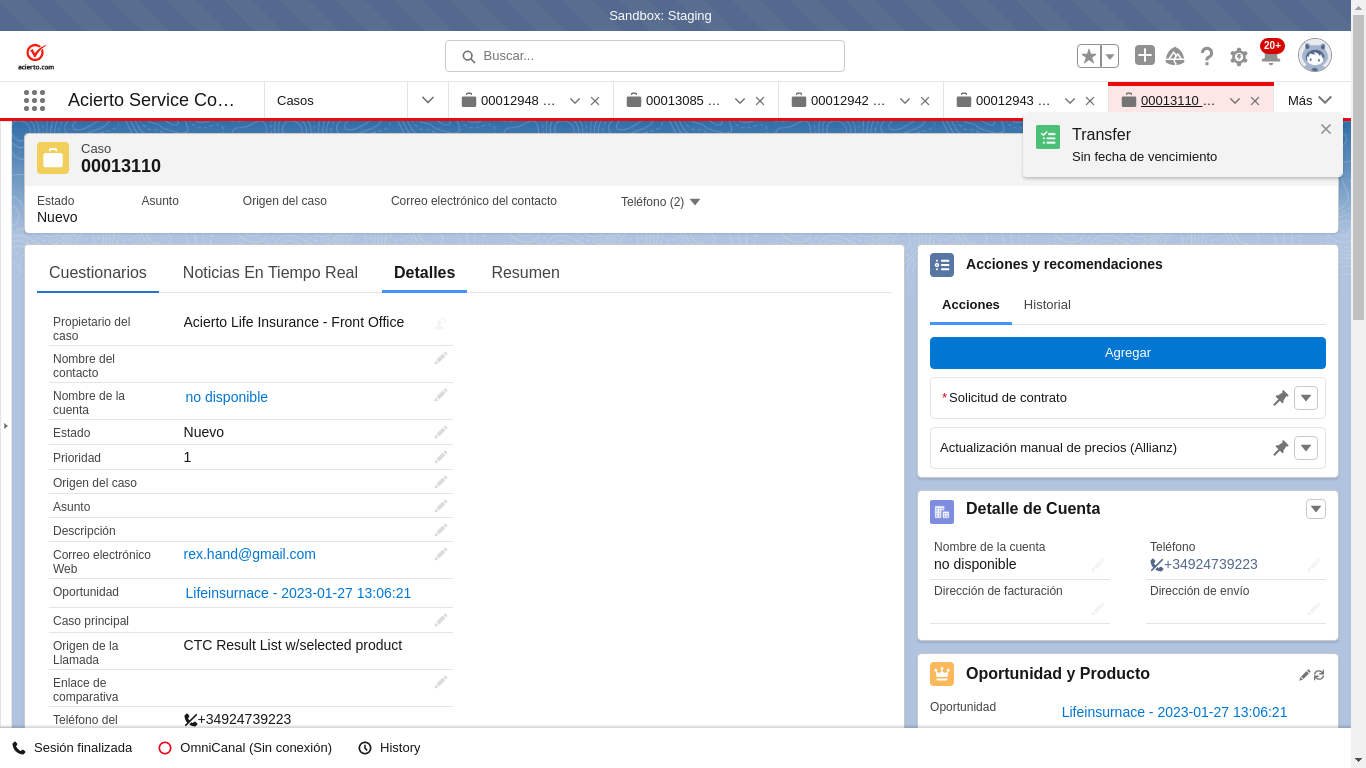 Sandbox: Staging
acierto.com
Buscar...
20+
Acierto Service Co…
Casos
00012948 …
00013085 …
00012942 …
00012943 …
00013110 …
Más
Transfer
Sin fecha de vencimiento
Caso
00013110
Estado
Nuevo
Asunto
Origen del caso
Correo electrónico del contacto
Teléfono (2)
Cuestionarios
Noticias En Tiempo Real
Detalles
Resumen
Propietario del
caso
Acierto Life Insurance - Front Office
Nombre del
contacto
Nombre de la
cuenta
no disponible
Estado
Nuevo
Prioridad
1
Origen del caso
Asunto
Descripción
Correo electrónico
Web
rex.hand@gmail.com
Oportunidad
Lifeinsurnace - 2023-01-27 13:06:21
Caso principal
Origen de la
Llamada
CTC Result List w/selected product
Enlace de
comparativa
Teléfono del
+34924739223
Acciones y recomendaciones
Acciones
Historial
Agregar
*Solicitud de contrato
Actualización manual de precios (Allianz)
Detalle de Cuenta
Nombre de la cuenta
no disponible
Teléfono
+34924739223
Dirección de facturación
Dirección de envío
Oportunidad y Producto
Oportunidad
Lifeinsurnace - 2023-01-27 13:06:21
Sesión finalizada
OmniCanal (Sin conexión)
History